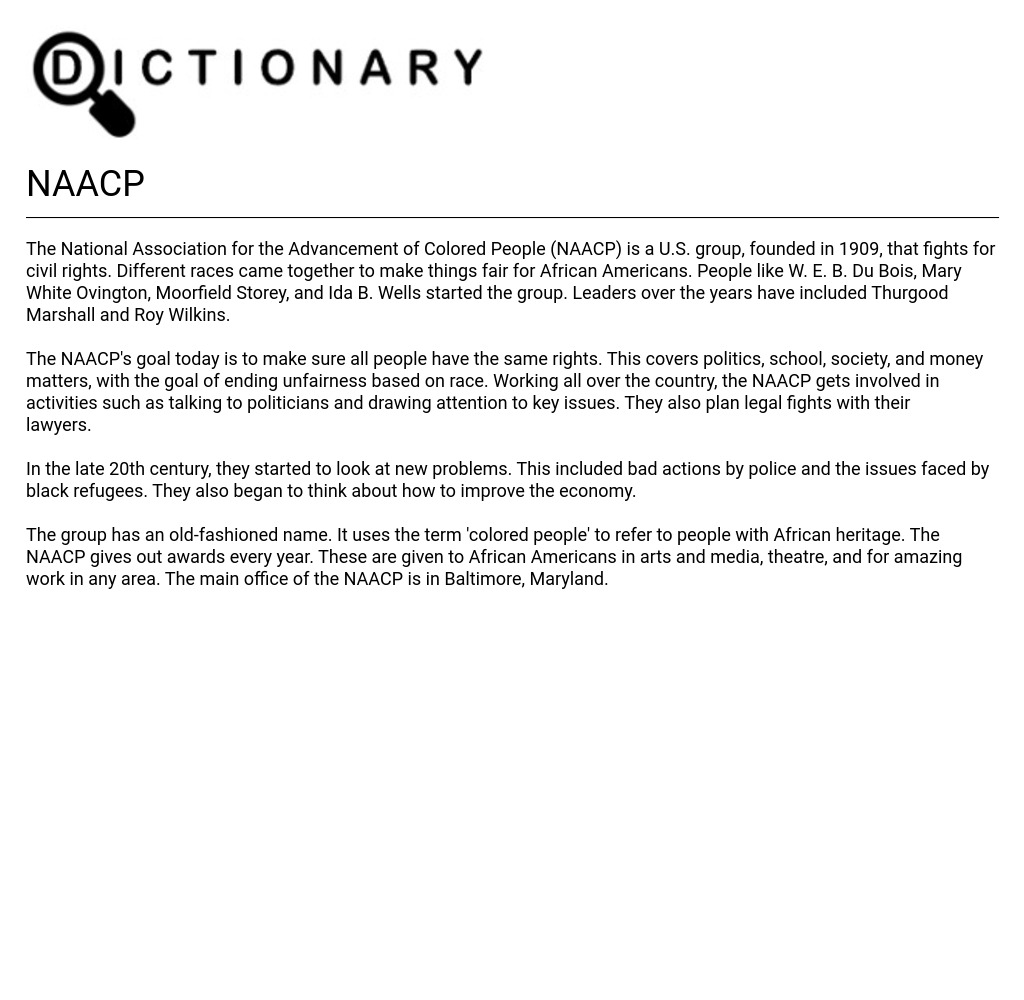 DICTIONARY
NAACP
The National Association for the Advancement of Colored People (NAACP) is a U.S. group, founded in 1909, that fights for
civil rights. Different races came together to make things fair for African Americans. People like W. E. B. Du Bois, Mary
White Ovington, Moorfield Storey, and Ida B. Wells started the group. Leaders over the years have included Thurgood
Marshall and Roy Wilkins.
The NAACP's goal today is to make sure all people have the same rights. This covers politics, school, society, and money
matters, with the goal of ending unfairness based on race. Working all over the country, the NAACP gets involved in
activities such as talking to politicians and drawing attention to key issues. They also plan legal fights with their
lawyers.
In the late 20th century, they started to look at new problems. This included bad actions by police and the issues faced by
black refugees. They also began to think about how to improve the economy.
The group has an old-fashioned name. It uses the term 'colored people' to refer to people with African heritage. The
NAACP gives out awards every year. These are given to African Americans in arts and media, theatre, and for amazing
work in any area. The main office of the NAACP is in Baltimore, Maryland.